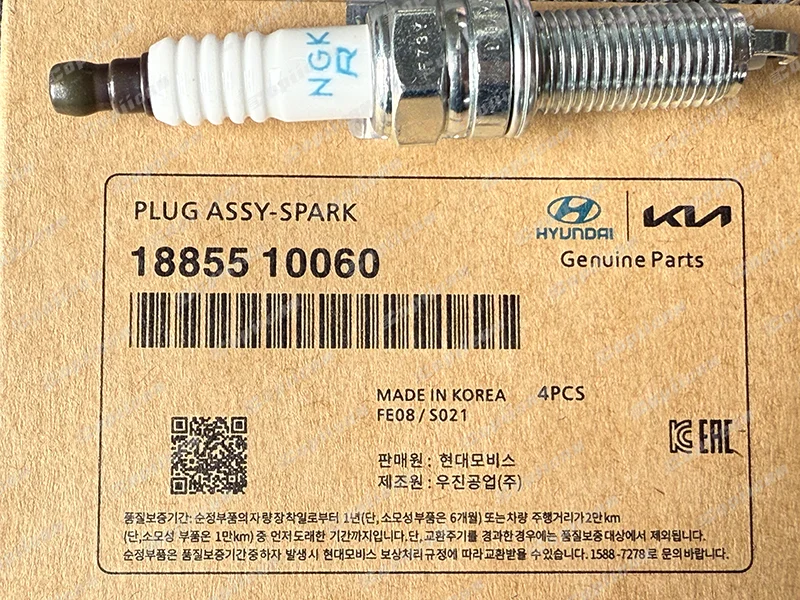 NGK
R
PLUG ASSY-SPARK
HYUNDAI
KIA
18855 10060
Genuine Parts
MADE IN KOREA 4PCS
FE08 / S021
EAC
판매원 : 현대모비스
제조원 : 우진공업(주)
품질보증기간: 순정부품의 차량장착일로부터 1년(단,소모성부품은 6개월) 또는 차량 주행거리가 2만km
(단,소모성 부품은 1만km) 중 먼저 도래한 기간까지입니다.단,교환주기를 경과한 경우에는 품질보증 대상에서 제외됩니다.
순정부품은 품질보증기간 중 하자 발생시 현대모비스 보상처리 규정에 따라 교환받을 수 있습니다. 1588-7278로 문의 바랍니다.